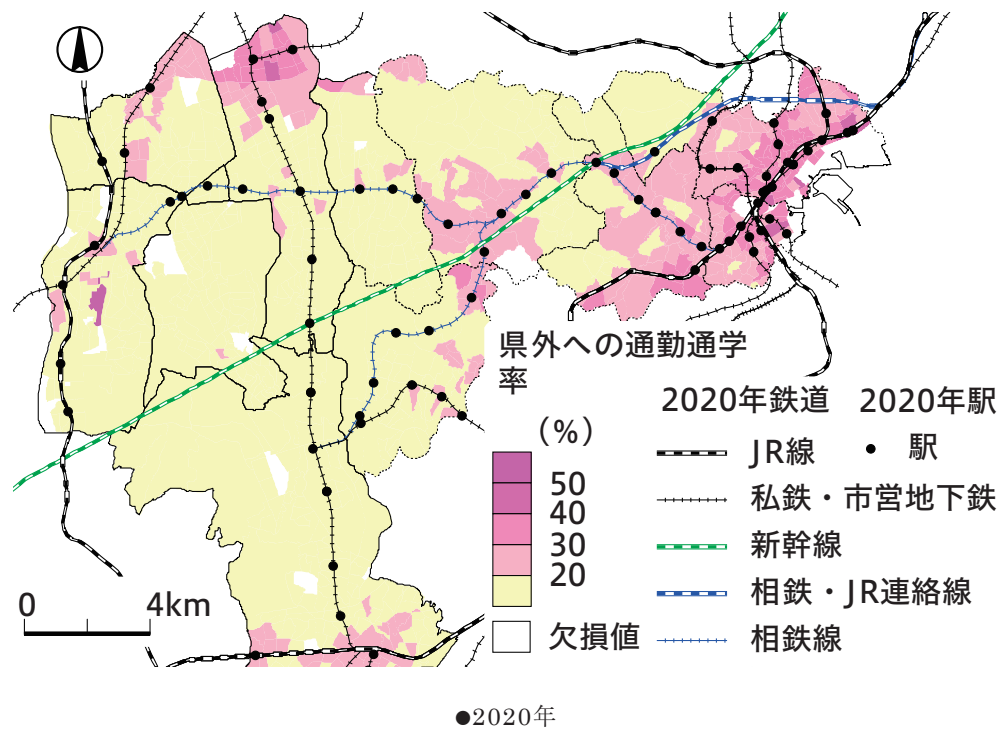 県外への通勤通学
率
(%)
50
40
30
20
欠損値
2020年鉄道
JR線
私鉄・市営地下鉄
新幹線
相鉄・JR連絡線
相鉄線
2020年駅
駅
0 4km
●2020年